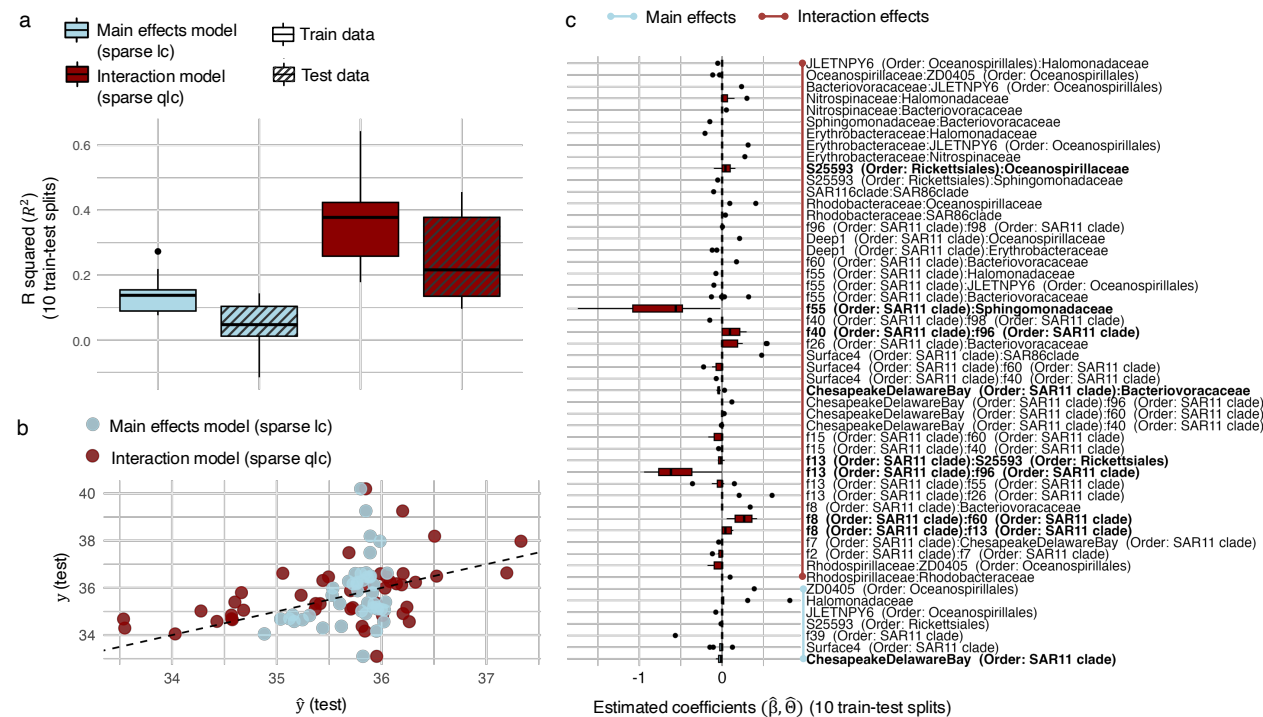 a
Main effects model
(sparse lc)
Interaction model
(sparse qlc)
Train data
Test data
R squared (R²)
(10 train-test splits)
0.6
0.4
0.2
0.0
b
Main effects model (sparse lc)
Interaction model (sparse qlc)
y (test)
40
38
36
34
34 35 36 37
ŷ (test)
c
Main effects
Interaction effects
JLETNPY6 (Order: Oceanospirillales):Halomonadaceae
Oceanospirillaceae:ZD0405 (Order: Oceanospirillales)
Bacteriovoracaceae:JLETNPY6 (Order: Oceanospirillales)
Nitrospinaceae:Halomonadaceae
Nitrospinaceae:Bacteriovoracaceae
Sphingomonadaceae:Bacteriovoracaceae
Erythrobacteraceae:Halomonadaceae
Erythrobacteraceae:JLETNPY6 (Order: Oceanospirillales)
Erythrobacteraceae:Nitrospinaceae
S25593 (Order: Rickettsiales):Oceanospirillaceae
S25593 (Order: Rickettsiales):Sphingomonadaceae
SAR116clade:SAR86clade
Rhodobacteraceae:Oceanospirillaceae
Rhodobacteraceae:SAR86clade
f96 (Order: SAR11 clade):f98 (Order: SAR11 clade)
Deep1 (Order: SAR11 clade):Oceanospirillaceae
Deep1 (Order: SAR11 clade):Erythrobacteraceae
f60 (Order: SAR11 clade):Bacteriovoracaceae
f55 (Order: SAR11 clade):Halomonadaceae
f55 (Order: SAR11 clade):JLETNPY6 (Order: Oceanospirillales)
f55 (Order: SAR11 clade):Bacteriovoracaceae
f55 (Order: SAR11 clade):Sphingomonadaceae
f40 (Order: SAR11 clade):f98 (Order: SAR11 clade)
f40 (Order: SAR11 clade):f96 (Order: SAR11 clade)
f26 (Order: SAR11 clade):Bacteriovoracaceae
Surface4 (Order: SAR11 clade):SAR86clade
Surface4 (Order: SAR11 clade):f60 (Order: SAR11 clade)
Surface4 (Order: SAR11 clade):f40 (Order: SAR11 clade)
ChesapeakeDelawareBay (Order: SAR11 clade):Bacteriovoracaceae
ChesapeakeDelawareBay (Order: SAR11 clade):f96 (Order: SAR11 clade)
ChesapeakeDelawareBay (Order: SAR11 clade):f60 (Order: SAR11 clade)
ChesapeakeDelawareBay (Order: SAR11 clade):f40 (Order: SAR11 clade)
f15 (Order: SAR11 clade):f60 (Order: SAR11 clade)
f15 (Order: SAR11 clade):f40 (Order: SAR11 clade)
f13 (Order: SAR11 clade):S25593 (Order: Rickettsiales)
f13 (Order: SAR11 clade):f96 (Order: SAR11 clade)
f13 (Order: SAR11 clade):f55 (Order: SAR11 clade)
f13 (Order: SAR11 clade):f26 (Order: SAR11 clade)
f8 (Order: SAR11 clade):Bacteriovoracaceae
f8 (Order: SAR11 clade):f60 (Order: SAR11 clade)
f8 (Order: SAR11 clade):f13 (Order: SAR11 clade)
f7 (Order: SAR11 clade):ChesapeakeDelawareBay (Order: SAR11 clade)
f2 (Order: SAR11 clade):f7 (Order: SAR11 clade)
Rhodospirillaceae:ZD0405 (Order: Oceanospirillales)
Rhodospirillaceae:Rhodobacteraceae
ZD0405 (Order: Oceanospirillales)
Halomonadaceae
JLETNPY6 (Order: Oceanospirillales)
S25593 (Order: Rickettsiales)
f39 (Order: SAR11 clade)
Surface4 (Order: SAR11 clade)
ChesapeakeDelawareBay (Order: SAR11 clade)
-1 0
Estimated coefficients (β̂, Θ̂) (10 train-test splits)